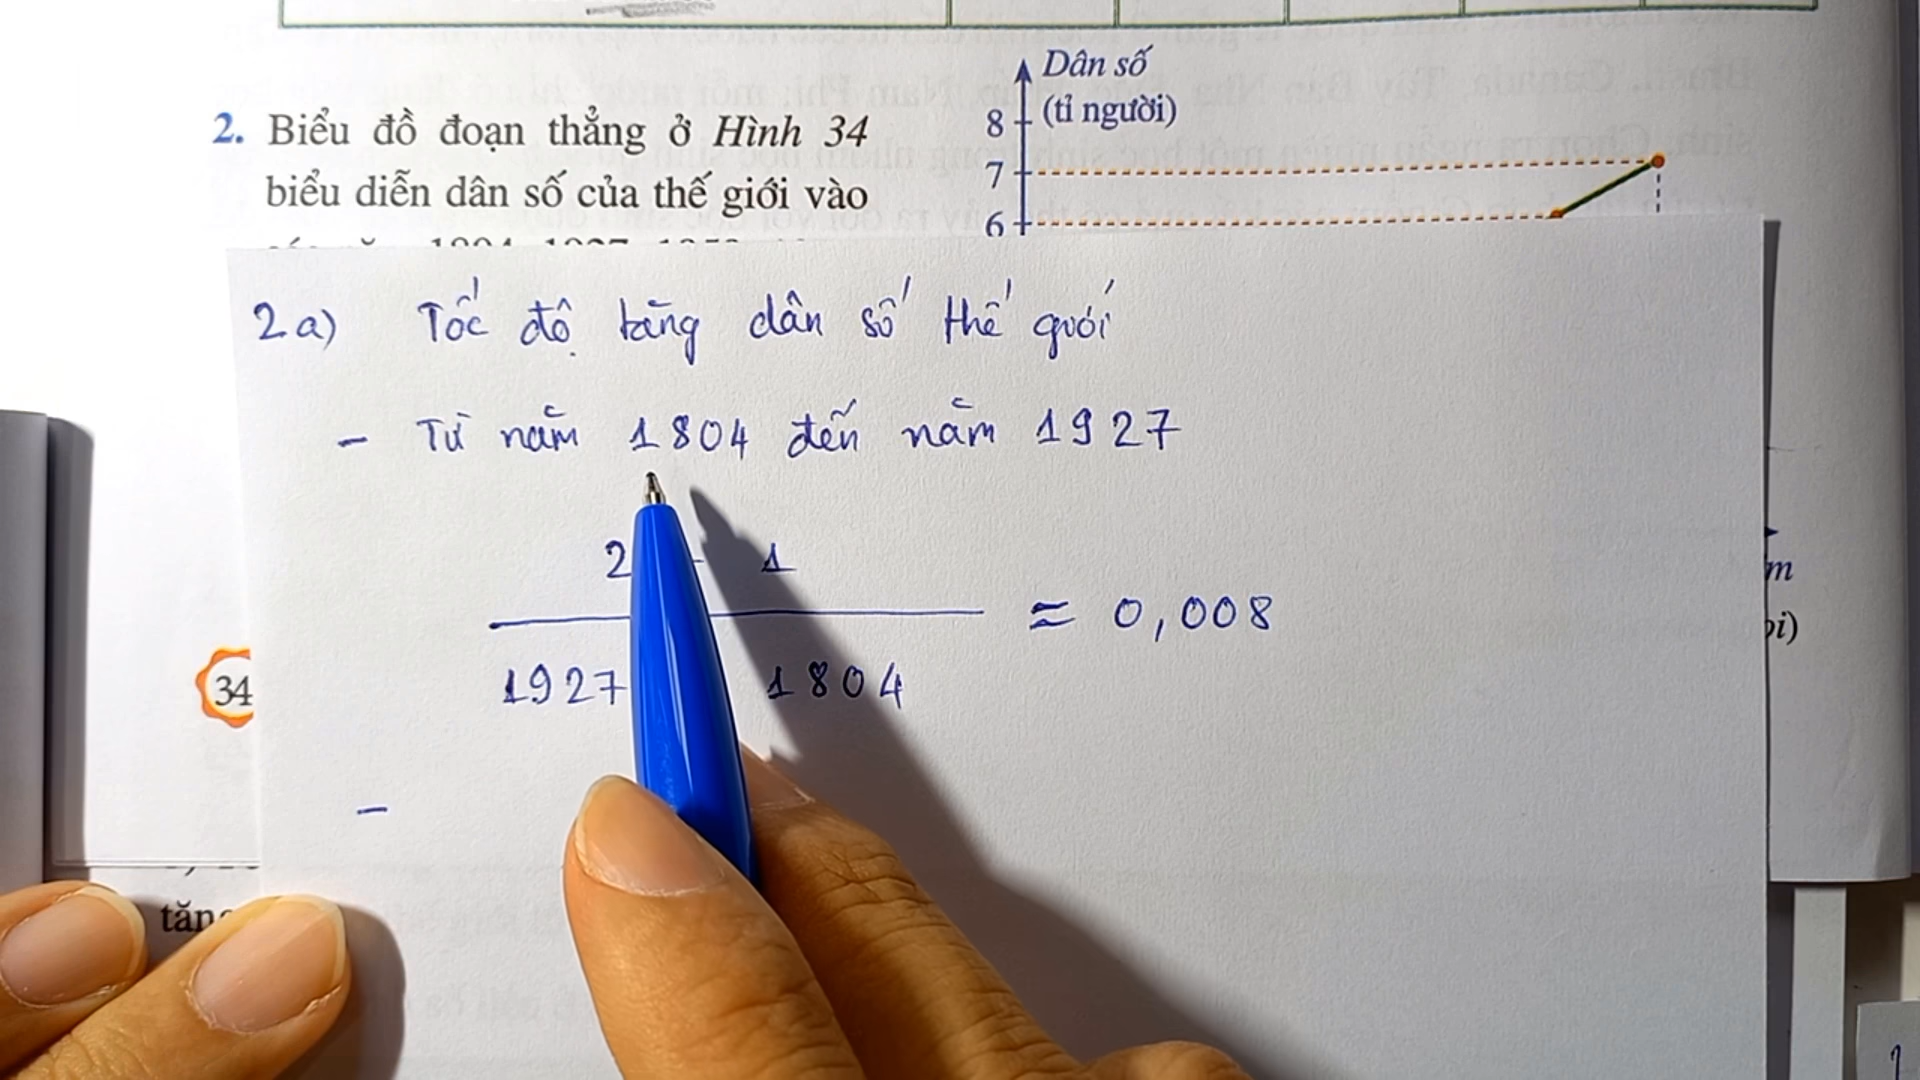 Dân số
(tỉ người)
8
7
6
2. Biểu đồ đoạn thẳng ở Hình 34
biểu diễn dân số của thế giới vào
2a) Tốc độ tăng dân số thế giới
- Từ năm 1804 đến năm 1927
2 - 1
1927 1804
≈ 0,008
-
34
m
tăn